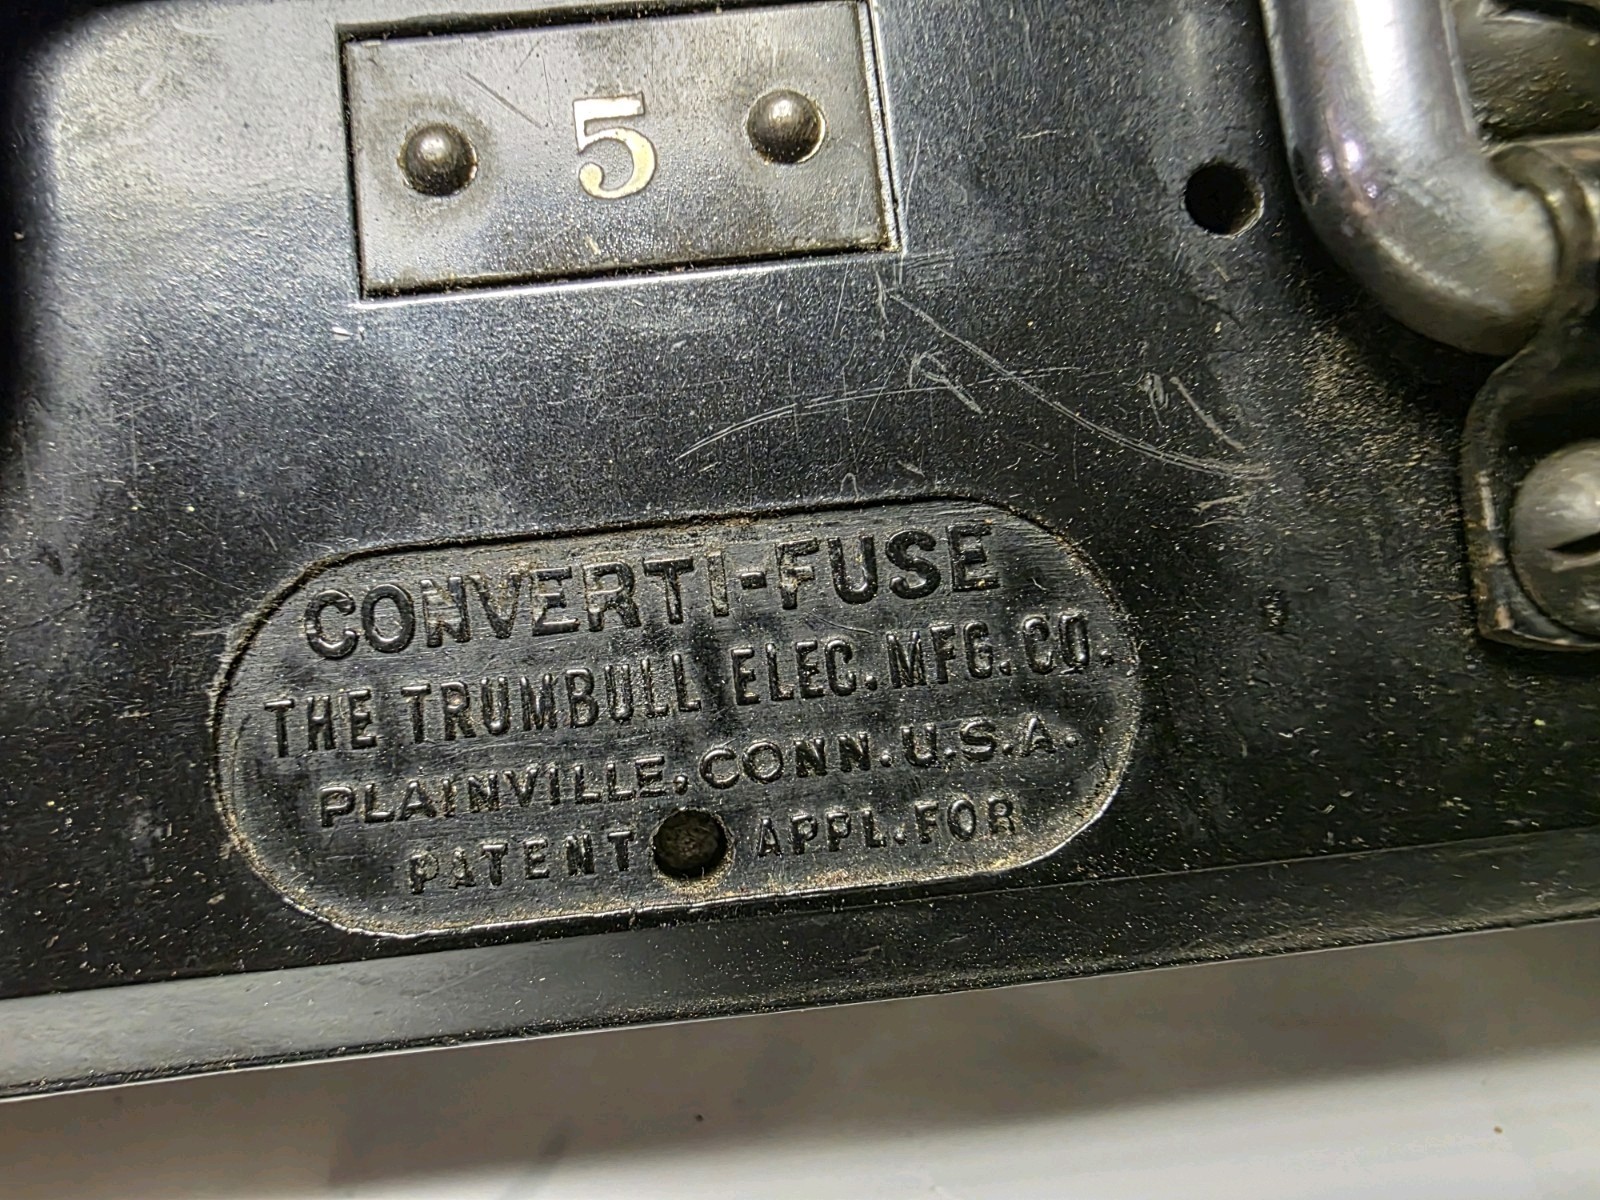 5
CONVERTI-FUSE
THE TRUMBULL ELEC. MFG. CO.
PLAINVILLE, CONN. U.S.A.
PATENT APPL. FOR